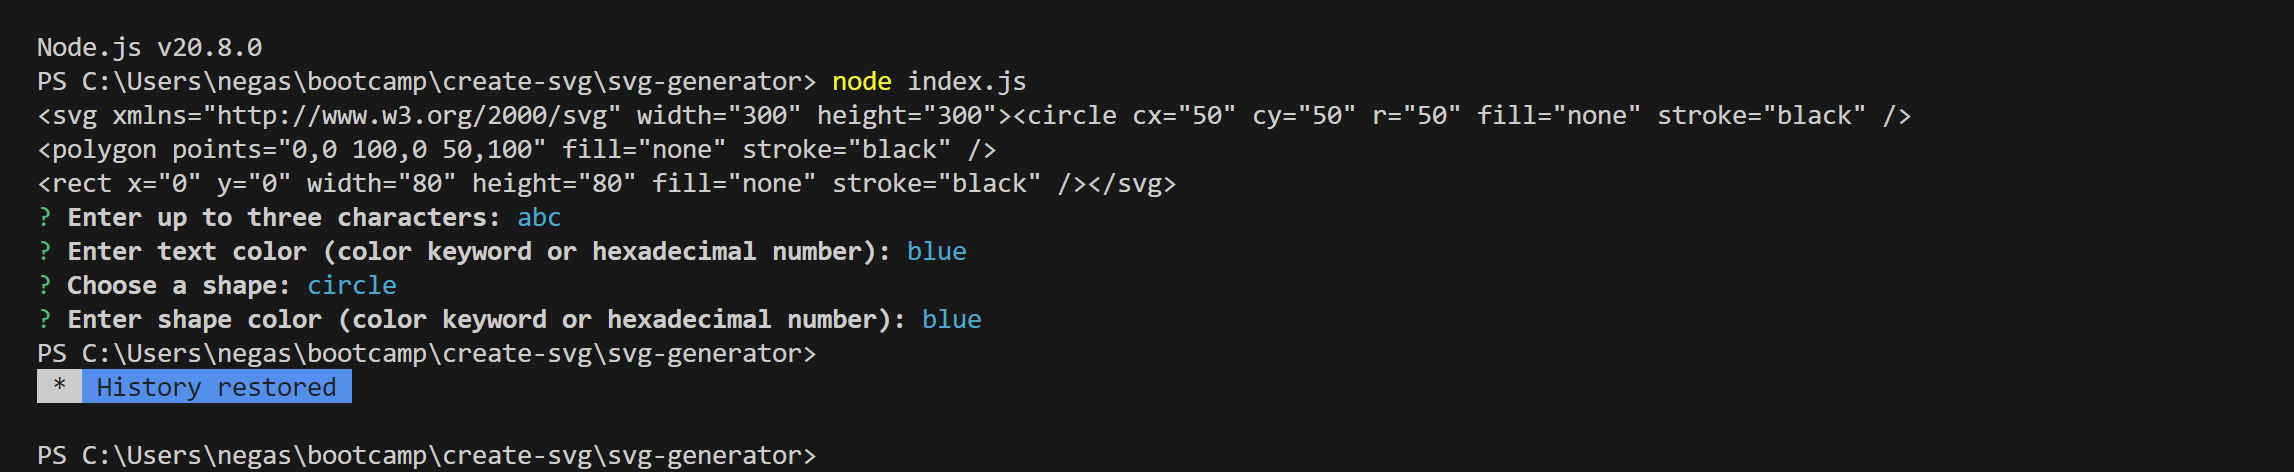 Node.js v20.8.0
PS C:\Users\negas\bootcamp\create-svg\svg-generator> node index.js
<svg xmlns="http://www.w3.org/2000/svg" width="300" height="300"><circle cx="50" cy="50" r="50" fill="none" stroke="black" />
<polygon points="0,0 100,0 50,100" fill="none" stroke="black" />
<rect x="0" y="0" width="80" height="80" fill="none" stroke="black" /></svg>
? Enter up to three characters: abc
? Enter text color (color keyword or hexadecimal number): blue
? Choose a shape: circle
? Enter shape color (color keyword or hexadecimal number): blue
PS C:\Users\negas\bootcamp\create-svg\svg-generator>
* History restored
PS C:\Users\negas\bootcamp\create-svg\svg-generator>